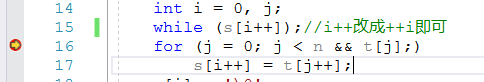 14 int i = 0, j;
15 while (s[i++]);//i++改成++i即可
16 for (j = 0; j < n && t[j];)
17 s[i++] = t[j++];